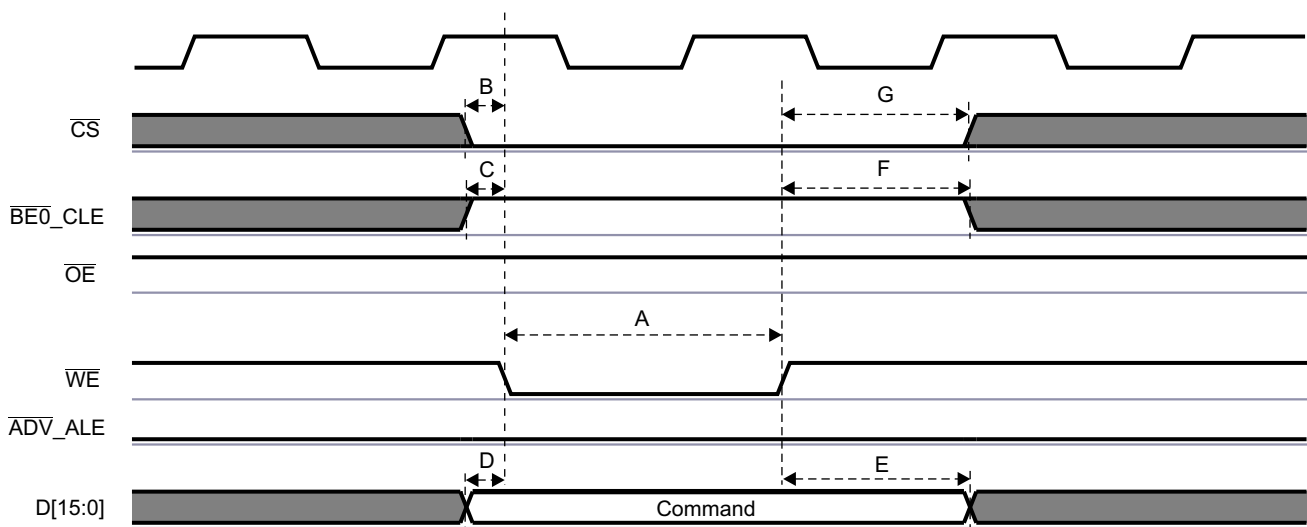 B
G
CS
C
F
BE0_CLE
OE
A
WE
ADV_ALE
D
E
D[15:0]
Command